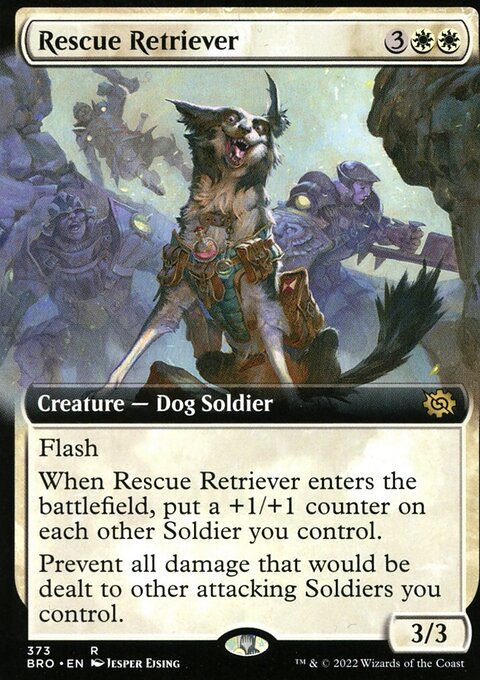 Rescue Retriever 3
Creature — Dog Soldier
Flash
When Rescue Retriever enters the
battlefield, put a +1/+1 counter on
each other Soldier you control.
Prevent all damage that would be
dealt to other attacking Soldiers you
control.
3/3
373 R
BRO • EN Jesper Ejsing
™ & © 2022 Wizards of the Coast